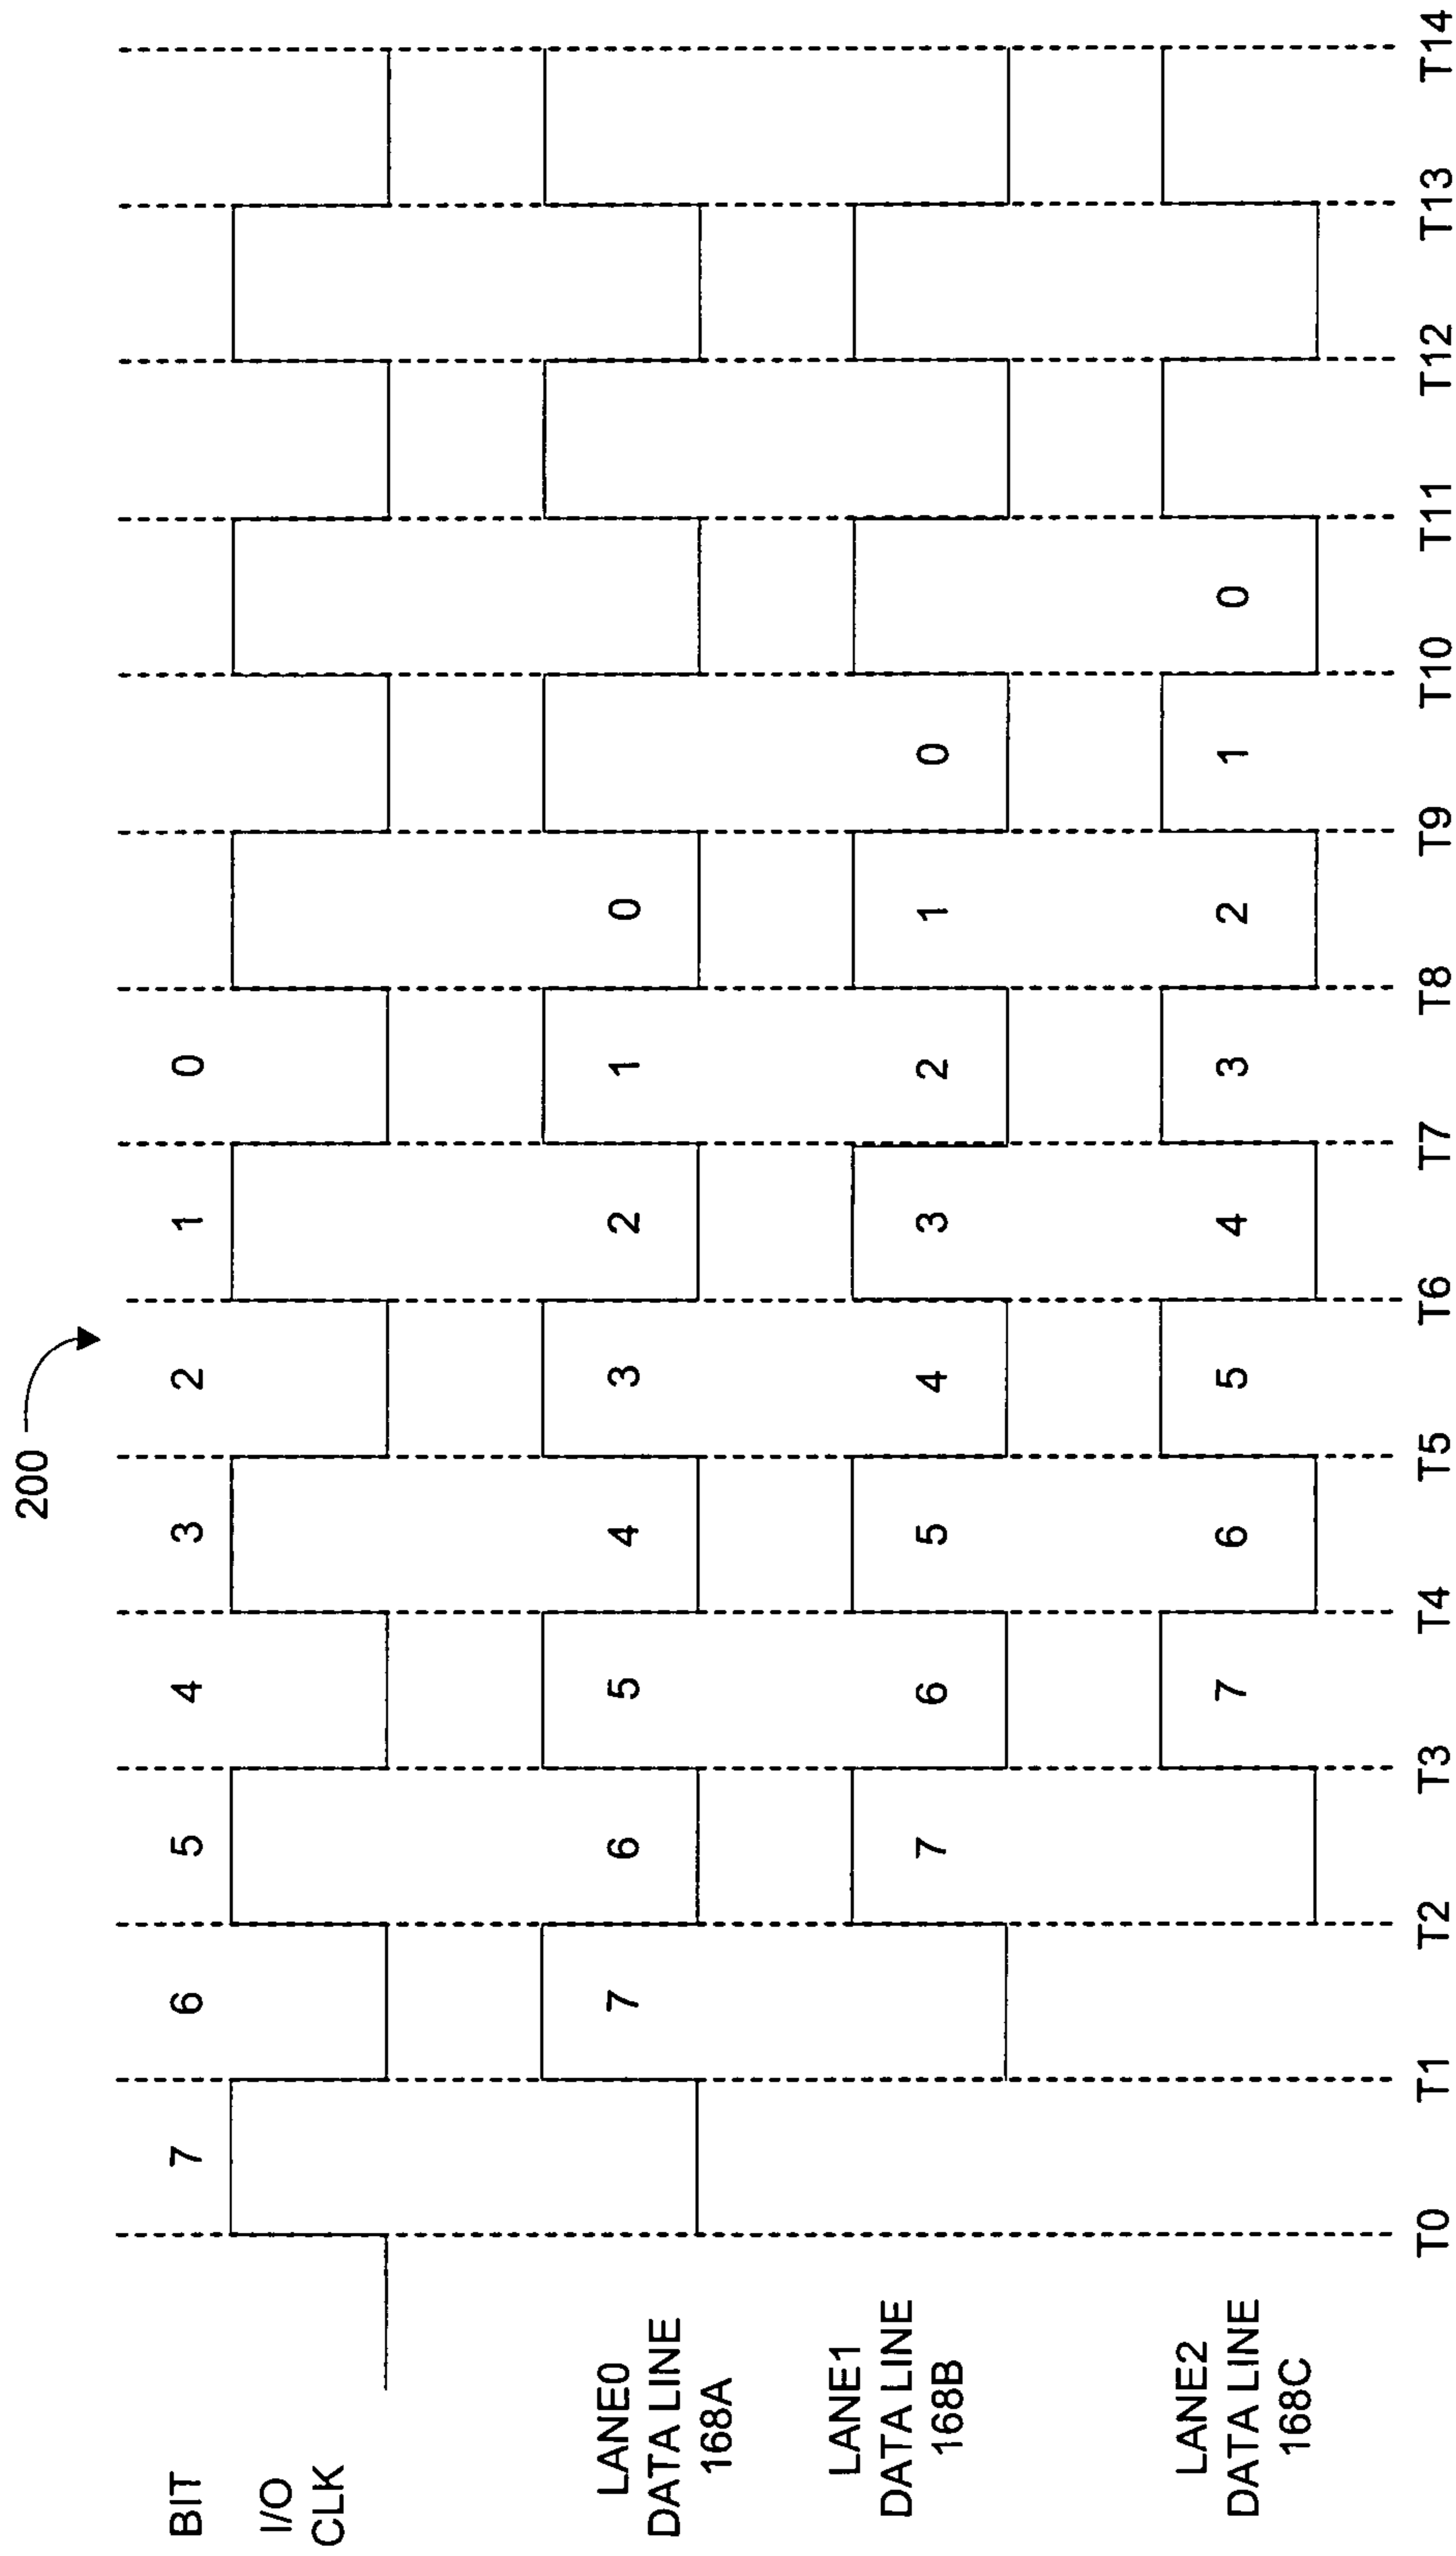 200
BIT 7 6 5 4 3 2 1 0
I/O
CLK
LANE0
DATA LINE
168A
7 6 5 4 3 2 1 0
LANE1
DATA LINE
168B
7 6 5 4 3 2 1 0
LANE2
DATA LINE
168C
7 6 5 4 3 2 1 0
T0 T1 T2 T3 T4 T5 T6 T7 T8 T9 T10 T11 T12 T13 T14